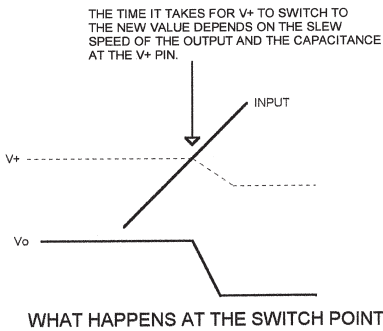 THE TIME IT TAKES FOR V+ TO SWITCH TO
THE NEW VALUE DEPENDS ON THE SLEW
SPEED OF THE OUTPUT AND THE CAPACITANCE
AT THE V+ PIN.
INPUT
V+
Vo
WHAT HAPPENS AT THE SWITCH POINT